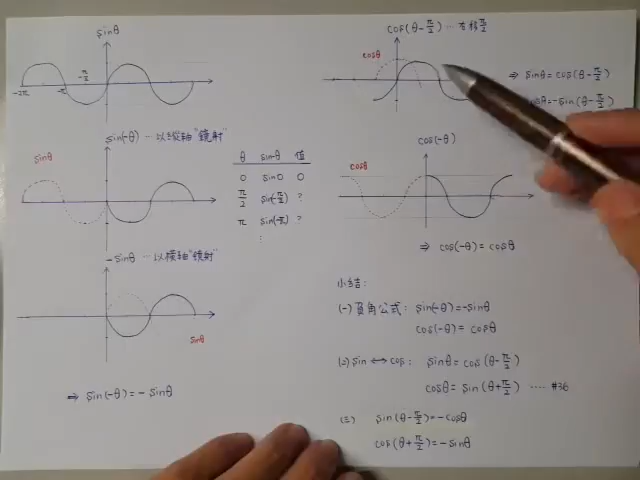 sinθ
-2π -π -π/2
sin(-θ) ··· 以縱軸"鏡射"
sinθ
θ sinθ 值
0 sin0 0
π/2 sin(-π/2) ?
π sin(-π) ?
⋮
-sinθ ··· 以橫軸"鏡射"
sinθ
⇒ sin(-θ) = - sinθ
cos(θ-π/2) ··· 右移π/2
cosθ
⇒ sinθ = cos(θ-π/2)
θ = -sin(θ-π/2)
cos(-θ)
cosθ
⇒ cos(-θ) = cosθ
小結:
(一) 負角公式: sin(-θ) = -sinθ
cos(-θ) = cosθ
(二) sin ⟷ cos: sinθ = cos(θ-π/2)
cosθ = sin(θ+π/2) ···· #36
(三) sin(θ-π/2) = -cosθ
cos(θ+π/2) = -sinθ